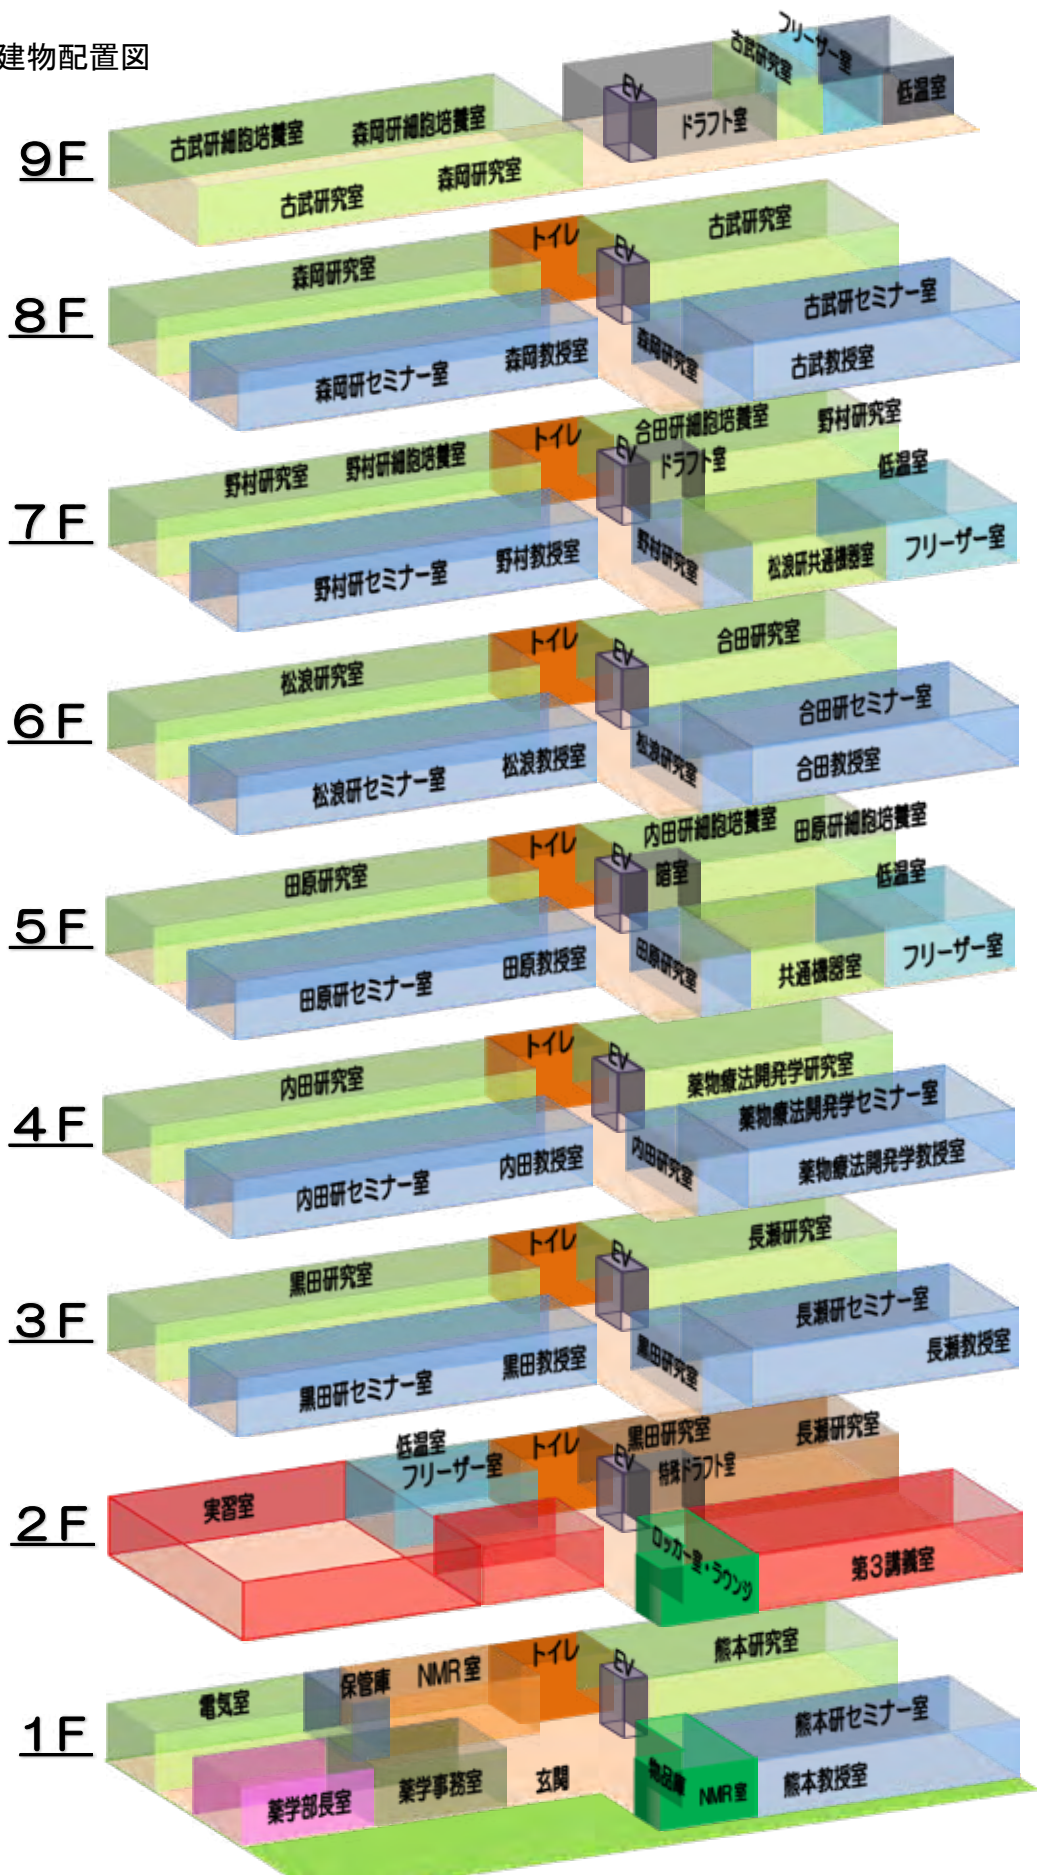 建物配置図
9F
古武研細胞培養室
森岡研細胞培養室
古武研究室
森岡研究室
EV
ドラフト室
古武研究室
フリーザー室
低温室
8F
森岡研究室
トイレ
EV
古武研究室
森岡研セミナー室
森岡教授室
森岡研究室
古武研セミナー室
古武教授室
7F
野村研究室
野村研細胞培養室
トイレ
EV
合田研細胞培養室
ドラフト室
野村研究室
低温室
野村研セミナー室
野村教授室
野村研究室
松浪研共通機器室
フリーザー室
6F
松浪研究室
トイレ
EV
合田研究室
松浪研セミナー室
松浪教授室
松浪研究室
合田研セミナー室
合田教授室
5F
田原研究室
トイレ
EV
内田研細胞培養室
暗室
田原研細胞培養室
低温室
田原研セミナー室
田原教授室
田原研究室
共通機器室
フリーザー室
4F
内田研究室
トイレ
EV
薬物療法開発学研究室
内田研セミナー室
内田教授室
内田研究室
薬物療法開発学セミナー室
薬物療法開発学教授室
3F
黒田研究室
トイレ
EV
長瀬研究室
黒田研セミナー室
黒田教授室
黒田研究室
長瀬研セミナー室
長瀬教授室
2F
実習室
低温室
フリーザー室
トイレ
EV
黒田研究室
特殊ドラフト室
長瀬研究室
ロッカー室・ラウンジ
第3講義室
1F
電気室
保管庫
NMR室
トイレ
EV
熊本研究室
薬学部長室
薬学事務室
玄関
物品庫
NMR室
熊本研セミナー室
熊本教授室